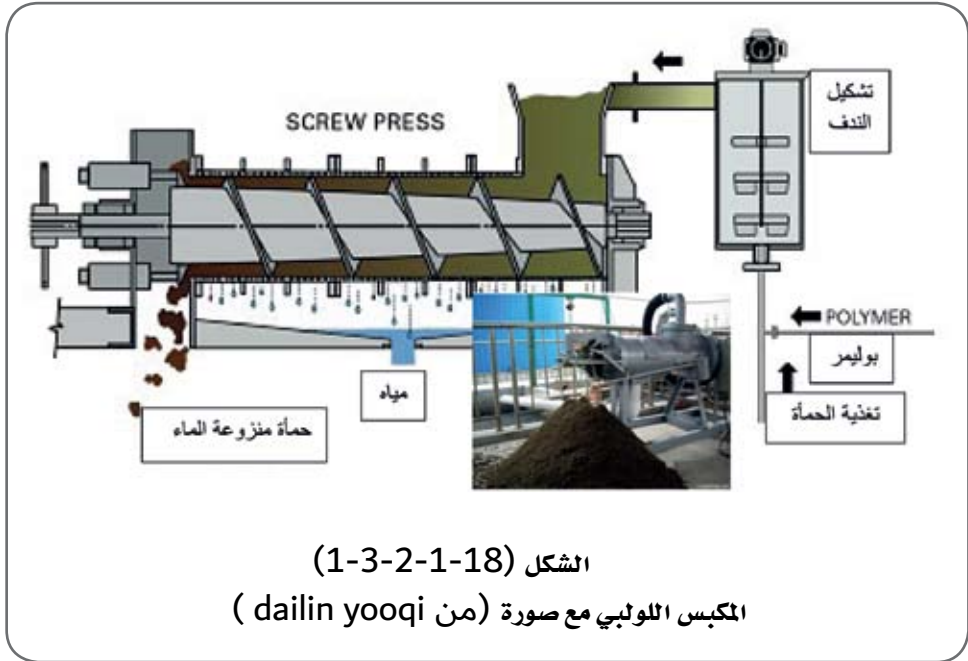 تشكيل
الندف
SCREW PRESS
POLYMER
بوليمر
تغذية الحمأة
مياه
حمأة منزوعة الماء
الشكل (18-1-2-3-1)
المكبس اللولبي مع صورة (من dailin yooqi )